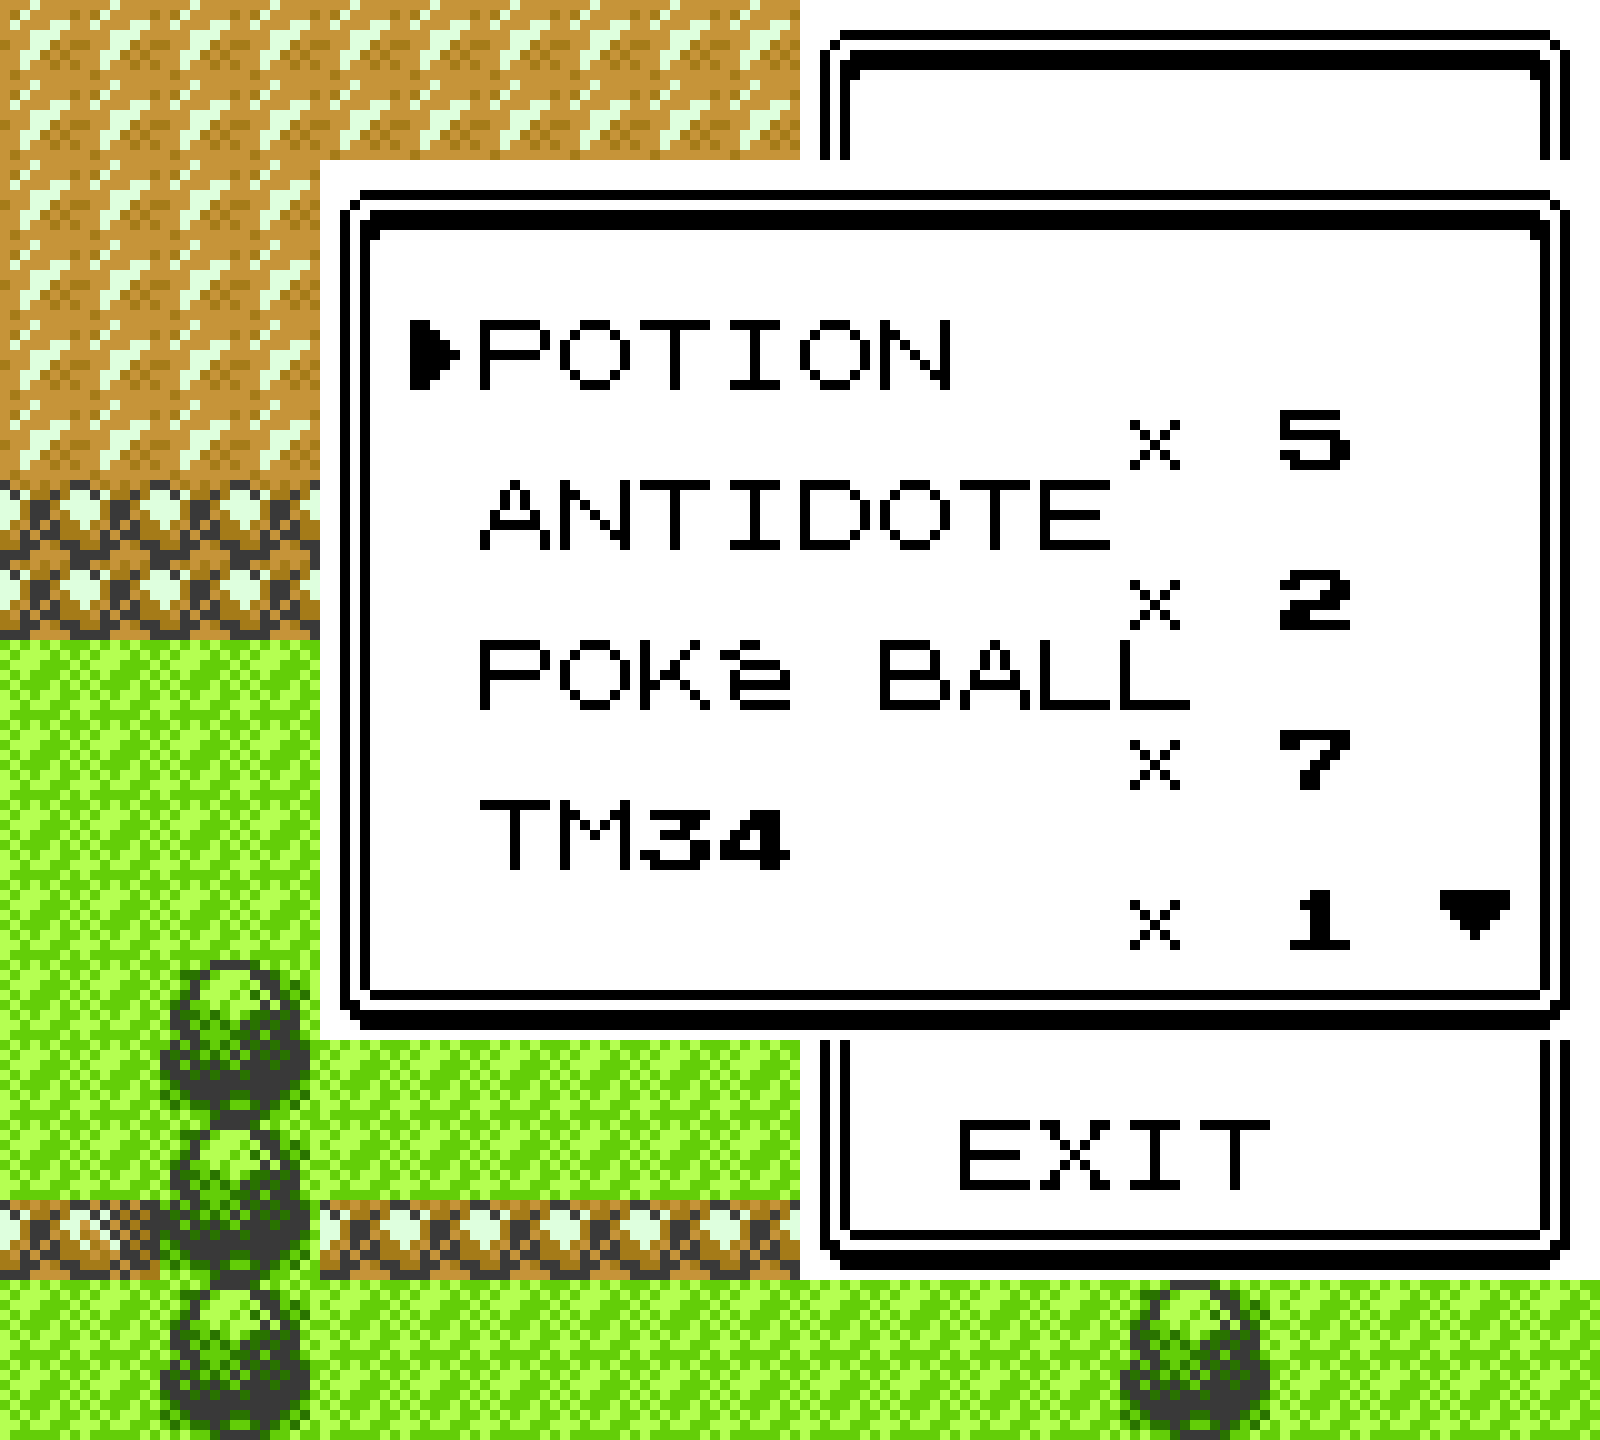 ▶POTION
× 5
ANTIDOTE
× 2
POKé BALL
× 7
TM34
× 1 ▼
EXIT